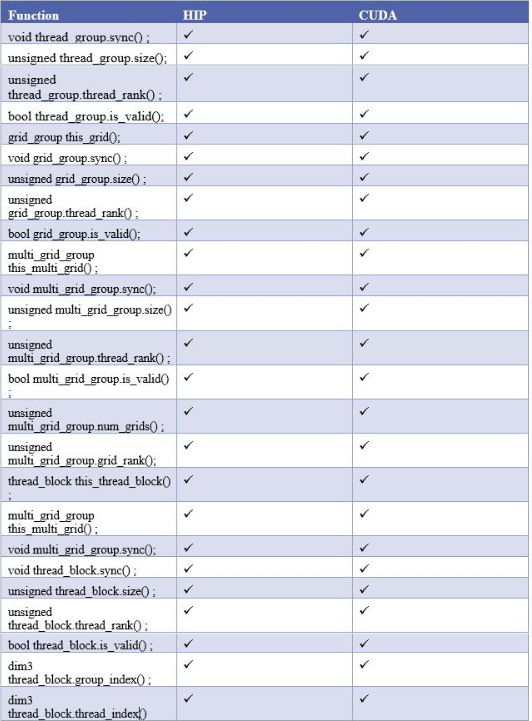 Function HIP CUDA
void thread_group.sync() ; ✓ ✓
unsigned thread_group.size(); ✓ ✓
unsigned ✓ ✓
thread_group.thread_rank() ;
bool thread_group.is_valid(); ✓ ✓
grid_group this_grid(); ✓ ✓
void grid_group.sync() ; ✓ ✓
unsigned grid_group.size() ; ✓ ✓
unsigned ✓ ✓
grid_group.thread_rank() ;
bool grid_group.is_valid(); ✓ ✓
multi_grid_group ✓ ✓
this_multi_grid() ;
void multi_grid_group.sync(); ✓ ✓
unsigned multi_grid_group.size() ✓ ✓
;
unsigned ✓ ✓
multi_grid_group.thread_rank() ;
bool multi_grid_group.is_valid() ✓ ✓
;
unsigned ✓ ✓
multi_grid_group.num_grids() ;
unsigned ✓ ✓
multi_grid_group.grid_rank();
thread_block this_thread_block() ✓ ✓
;
multi_grid_group ✓ ✓
this_multi_grid() ;
void multi_grid_group.sync(); ✓ ✓
void thread_block.sync() ; ✓ ✓
unsigned thread_block.size() ; ✓ ✓
unsigned ✓ ✓
thread_block.thread_rank() ;
bool thread_block.is_valid() ; ✓ ✓
dim3 ✓ ✓
thread_block.group_index() ;
dim3 ✓ ✓
thread_block.thread_index()